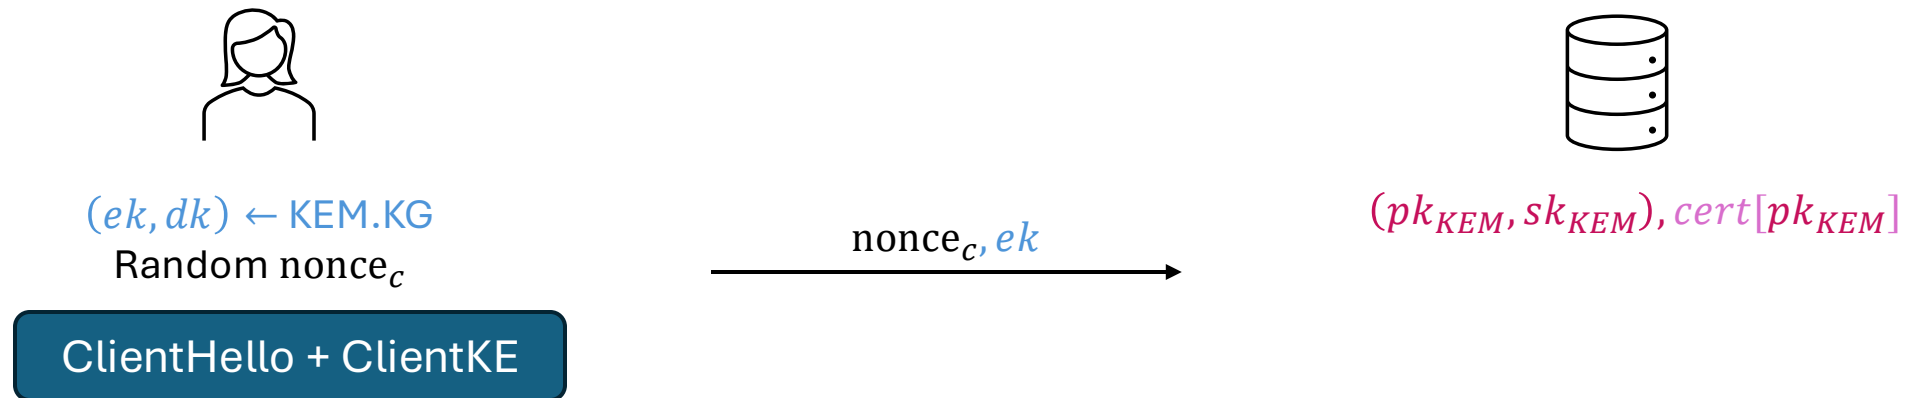 (ek, dk) ← KEM.KG
Random nonce_c
ClientHello + ClientKE
nonce_c, ek
(pk_KEM, sk_KEM), cert[pk_KEM]